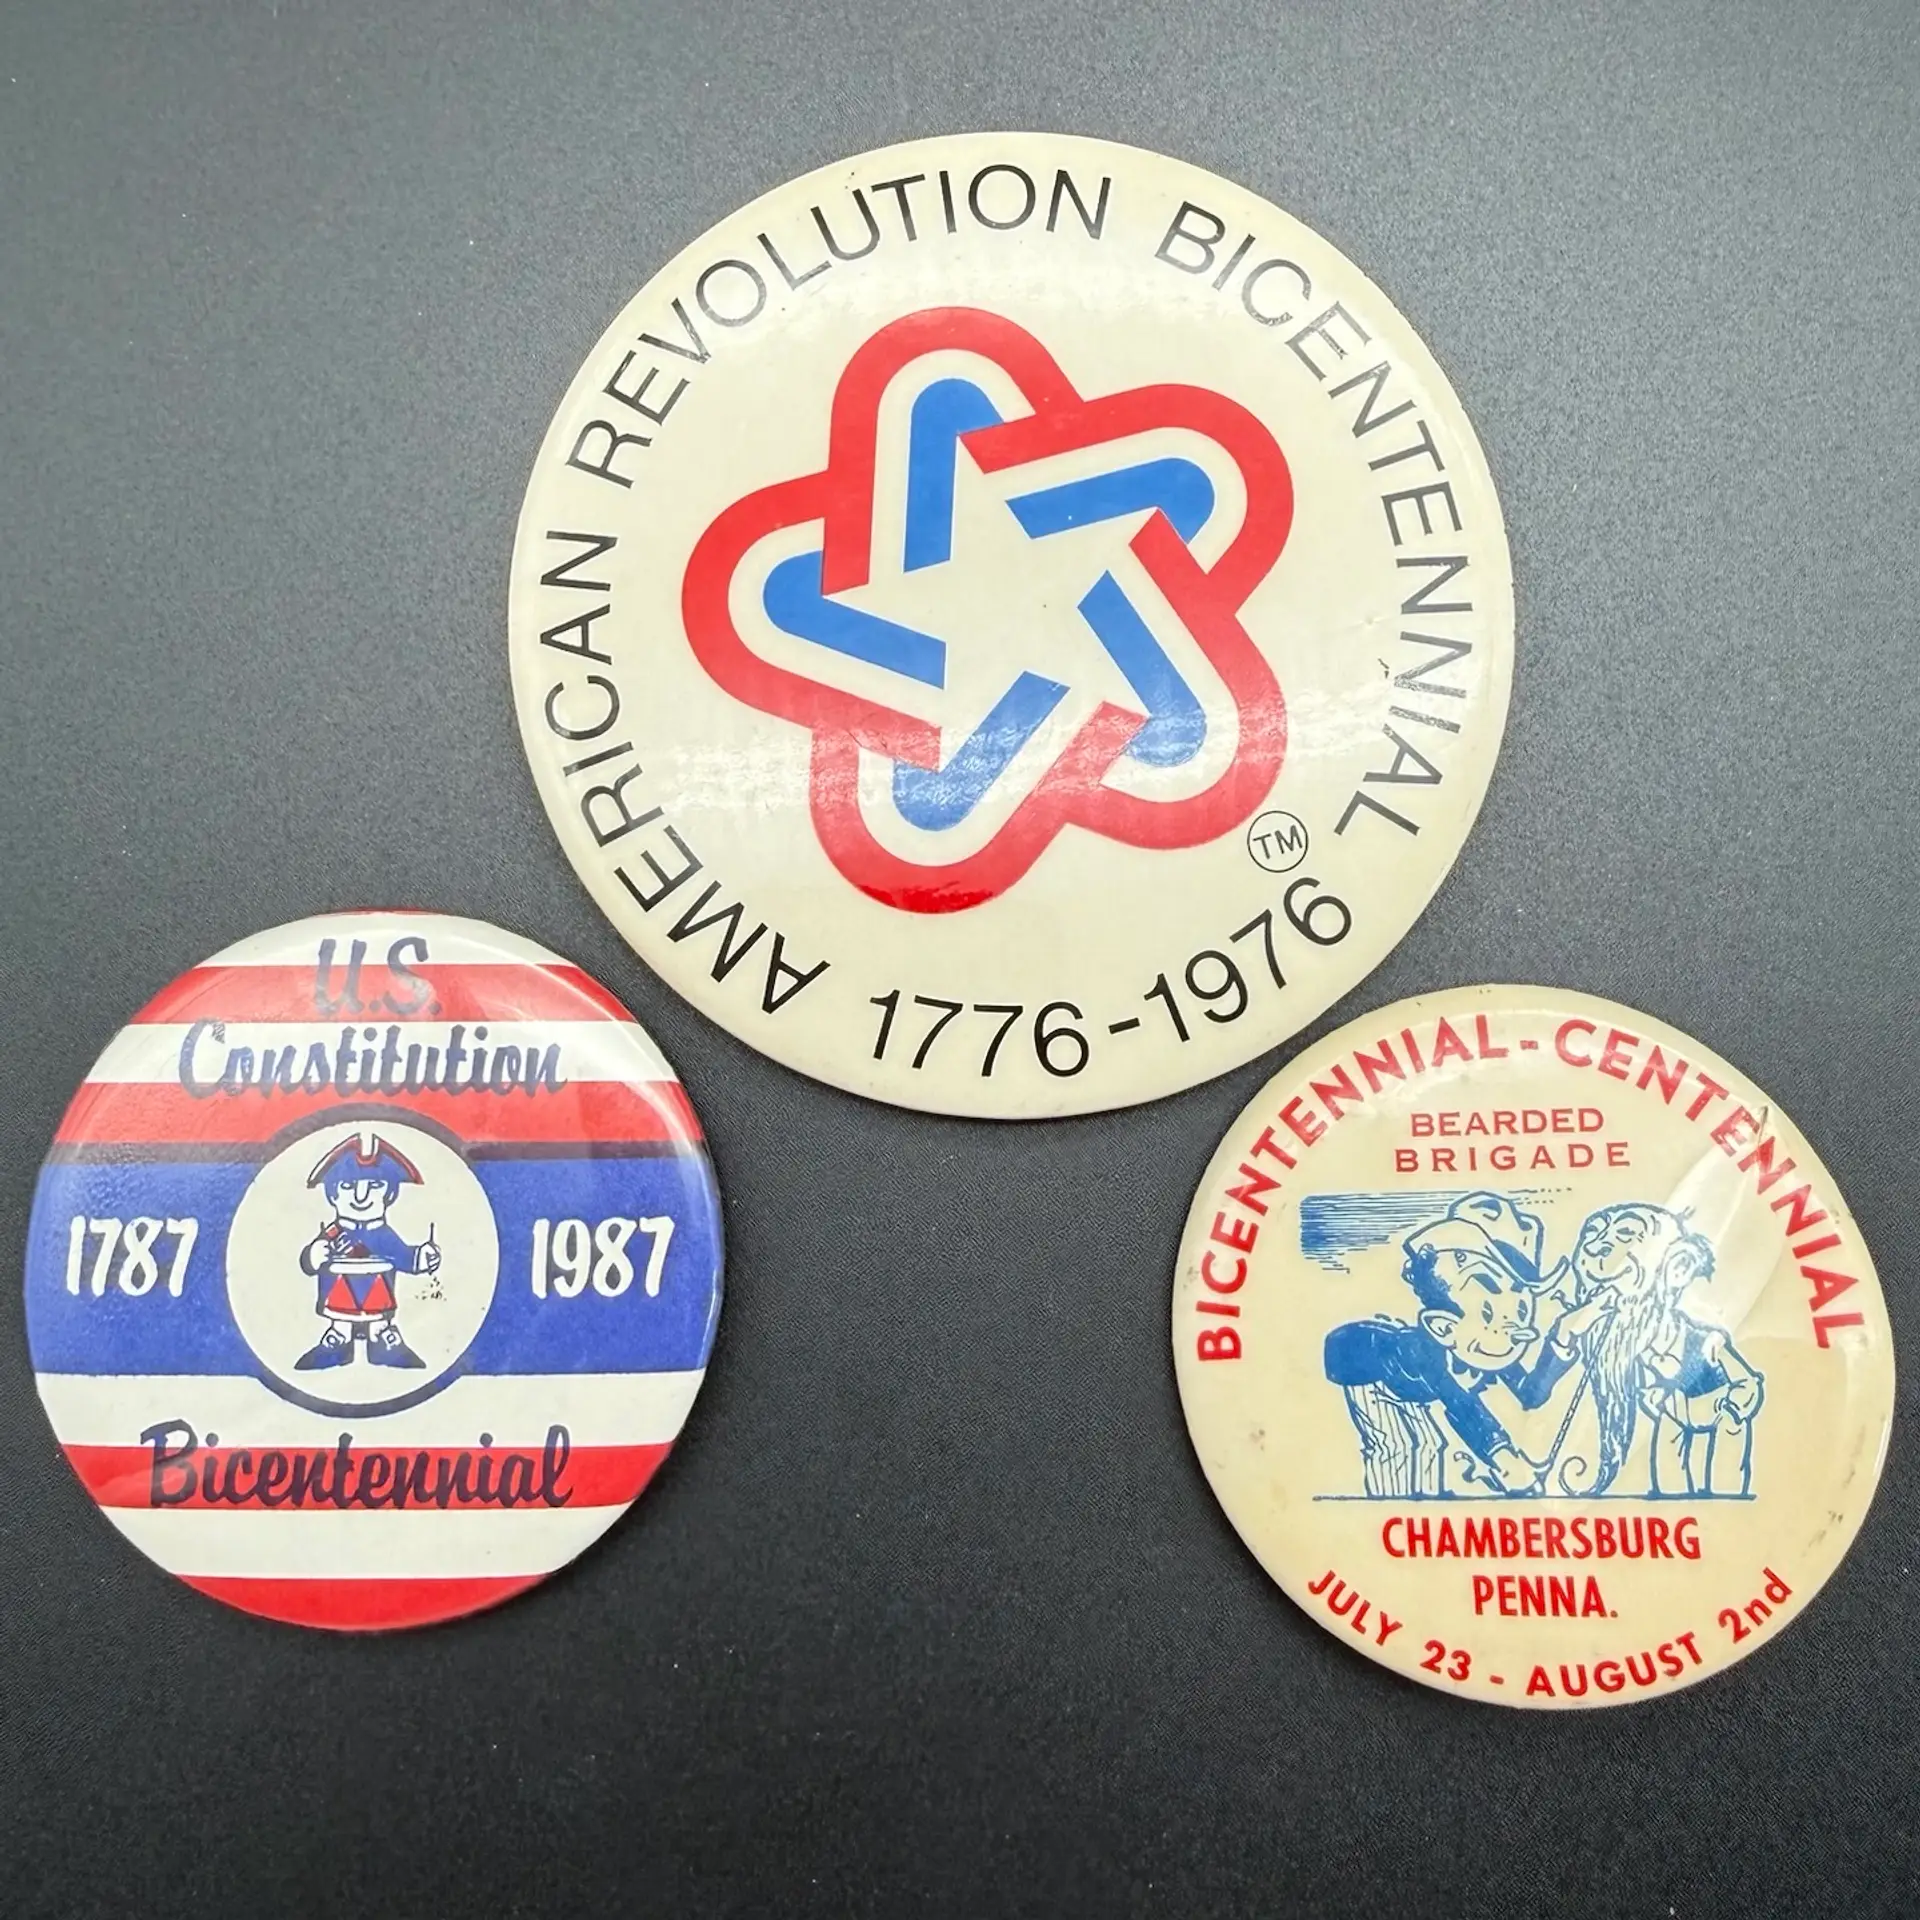 AMERICAN REVOLUTION BICENTENNIAL
TM
1776-1976
U.S.
Constitution
1787 1987
Bicentennial
BICENTENNIAL-CENTENNIAL
BEARDED
BRIGADE
CHAMBERSBURG
PENNA.
JULY 23 - AUGUST 2nd